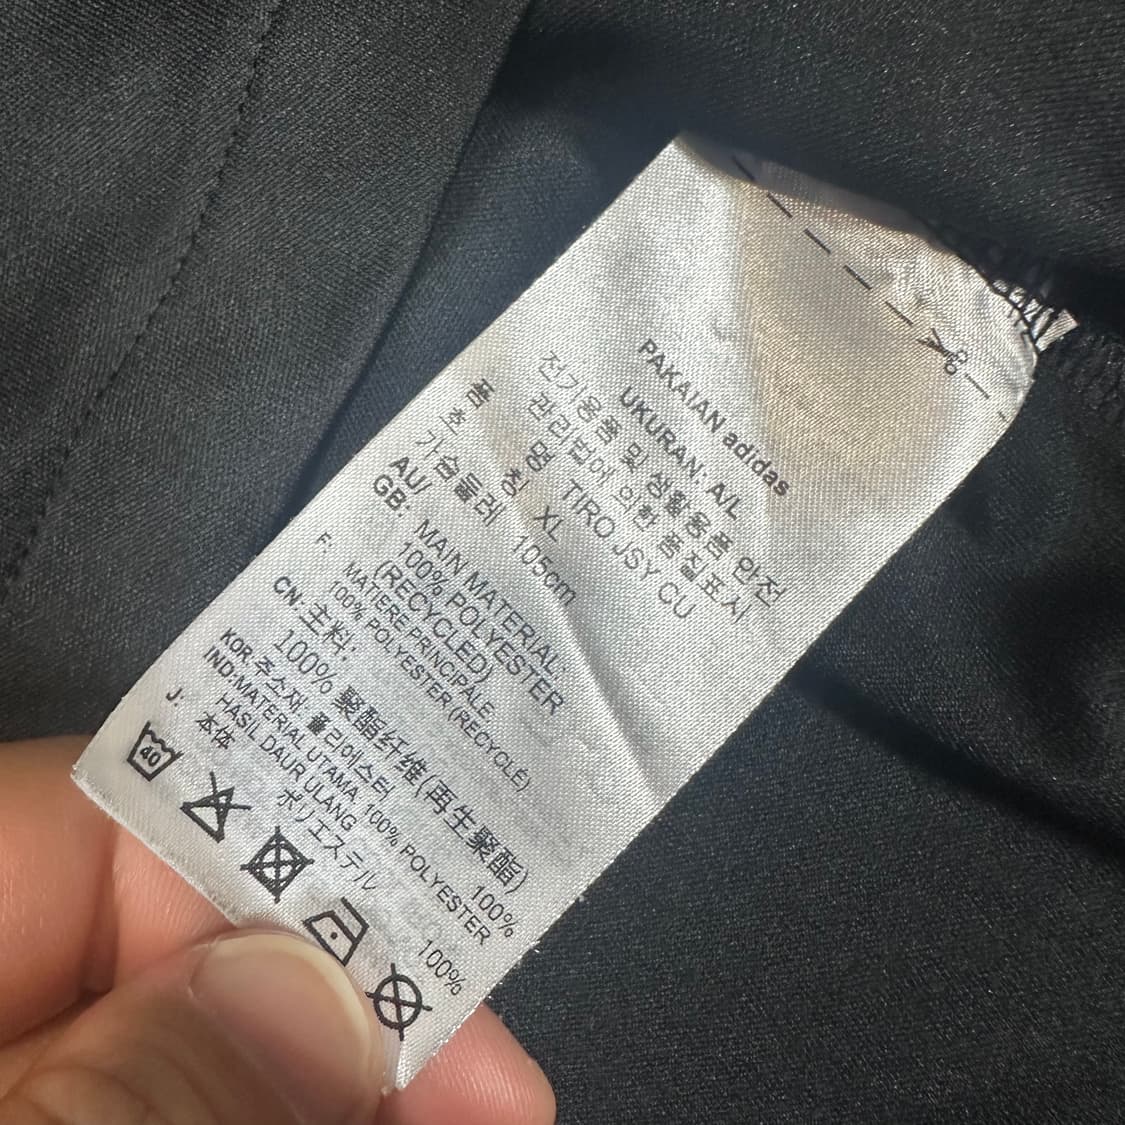 PAKAIAN adidas
UKURAN: A/L
전기용품 및 생활용품 안전
관리법에 의한 품질표시
품 명 TIRO JSY CU
호 칭 XL
가슴둘레 105cm
AU/
GB: MAIN MATERIAL:
100% POLYESTER
(RECYCLED)
F. MATIERE PRINCIPALE
100% POLYESTER (RECYCLÉ)
CN: 主料:
100% 聚酯纤维(再生聚酯)
KOR. 주소재. 폴리에스터 100%
IND: MATERIAL UTAMA. 100% POLYESTER
HASIL DAUR ULANG
J: 本体 ポリエステル 100%
40